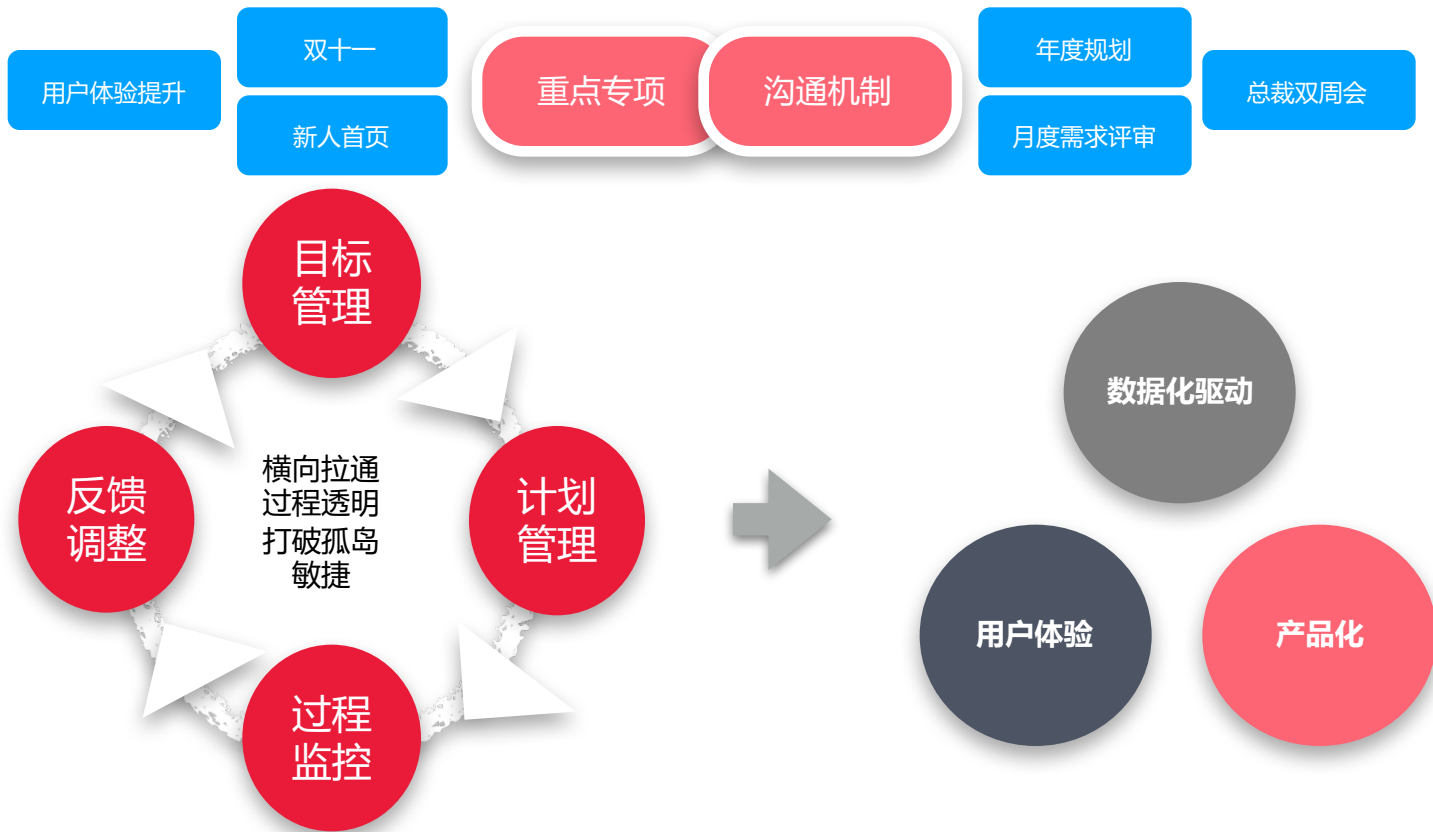 双十一
年度规划
用户体验提升
重点专项
沟通机制
总裁双周会
新人首页
月度需求评审
目标
管理
反馈
调整
横向拉通
过程透明
打破孤岛
敏捷
计划
管理
过程
监控
数据化驱动
用户体验
产品化